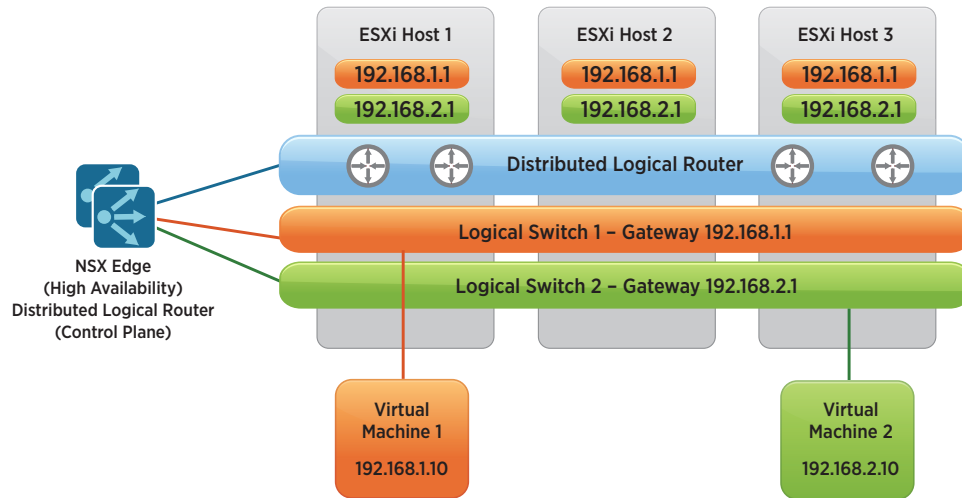 ESXi Host 1
ESXi Host 2
ESXi Host 3
192.168.1.1
192.168.1.1
192.168.1.1
192.168.2.1
192.168.2.1
192.168.2.1
Distributed Logical Router
Logical Switch 1 – Gateway 192.168.1.1
Logical Switch 2 – Gateway 192.168.2.1
NSX Edge
(High Availability)
Distributed Logical Router
(Control Plane)
Virtual
Machine 1
192.168.1.10
Virtual
Machine 2
192.168.2.10